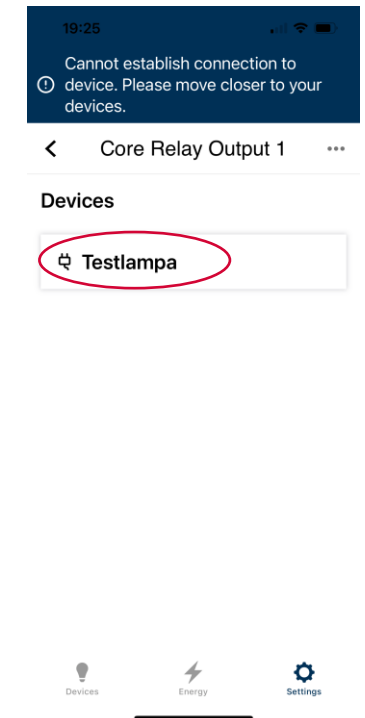 19:25
Cannot establish connection to
device. Please move closer to your
devices.
Core Relay Output 1
Devices
Testlampa
Devices Energy Settings